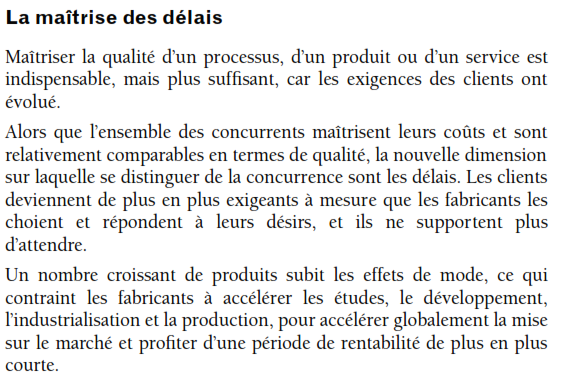 La maîtrise des délais
Maîtriser la qualité d’un processus, d’un produit ou d’un service est
indispensable, mais plus suffisant, car les exigences des clients ont
évolué.
Alors que l’ensemble des concurrents maîtrisent leurs coûts et sont
relativement comparables en termes de qualité, la nouvelle dimension
sur laquelle se distinguer de la concurrence sont les délais. Les clients
deviennent de plus en plus exigeants à mesure que les fabricants les
choient et répondent à leurs désirs, et ils ne supportent plus
d’attendre.
Un nombre croissant de produits subit les effets de mode, ce qui
contraint les fabricants à accélérer les études, le développement,
l’industrialisation et la production, pour accélérer globalement la mise
sur le marché et profiter d’une période de rentabilité de plus en plus
courte.